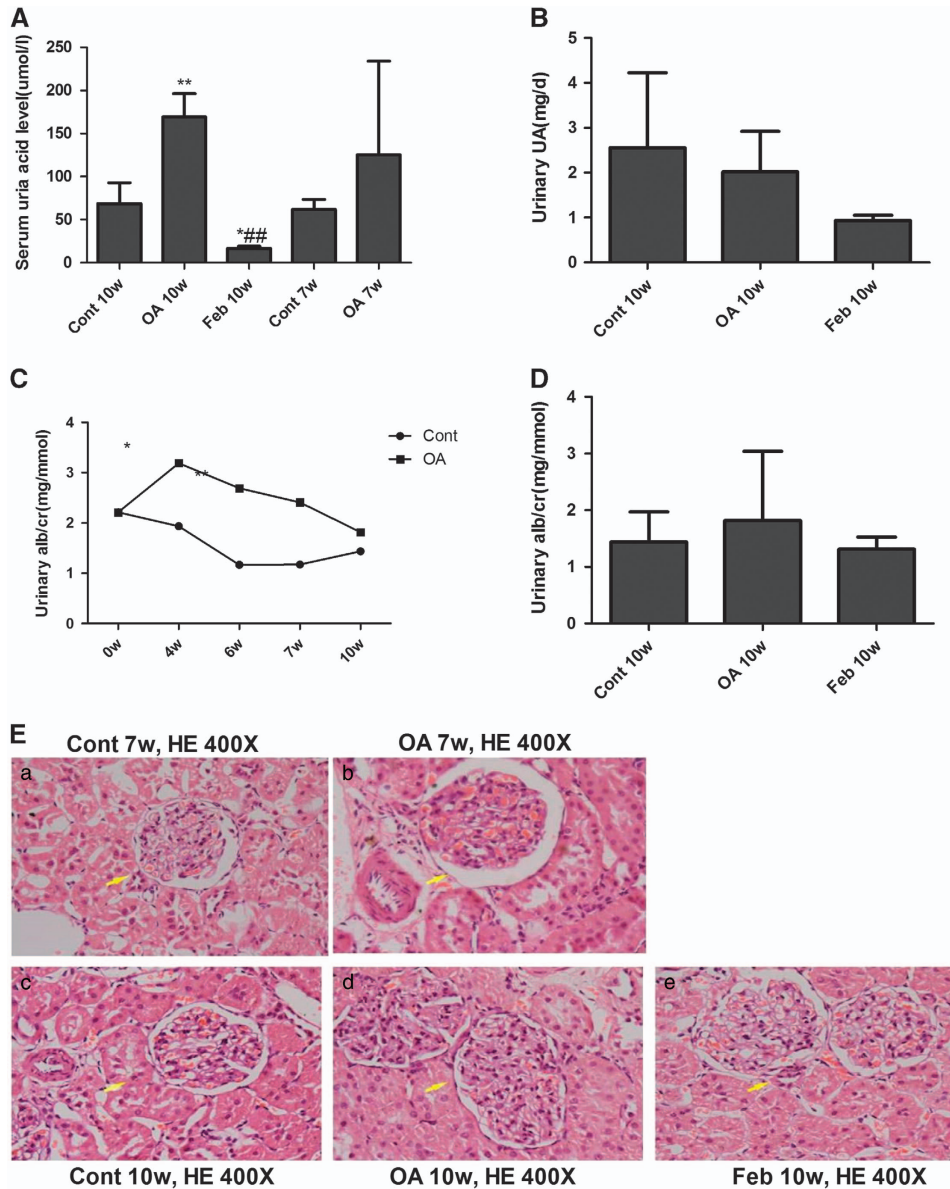 A
Serum uria acid level(umol/l)
250
200
150
100
50
0
**
*##
Cont 10w
OA 10w
Feb 10w
Cont 7w
OA 7w
B
Urinary UA(mg/d)
5
4
3
2
1
0
Cont 10w
OA 10w
Feb 10w
C
Urinary alb/cr(mg/mmol)
4
3
2
1
0
*
**
0w
4w
6w
7w
10w
Cont
OA
D
Urinary alb/cr(mg/mmol)
4
3
2
1
0
Cont 10w
OA 10w
Feb 10w
E
Cont 7w, HE 400X
OA 7w, HE 400X
a
b
c
d
e
Cont 10w, HE 400X
OA 10w, HE 400X
Feb 10w, HE 400X